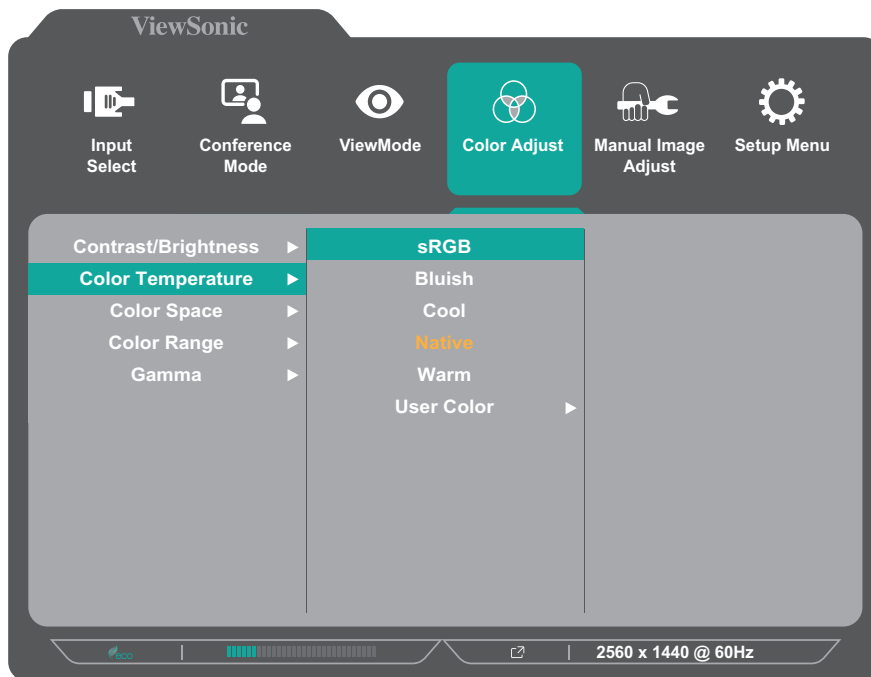 ViewSonic
Input Select
Conference Mode
ViewMode
Color Adjust
Manual Image Adjust
Setup Menu
Contrast/Brightness
Color Temperature
Color Space
Color Range
Gamma
sRGB
Bluish
Cool
Native
Warm
User Color
eco
2560 x 1440 @ 60Hz